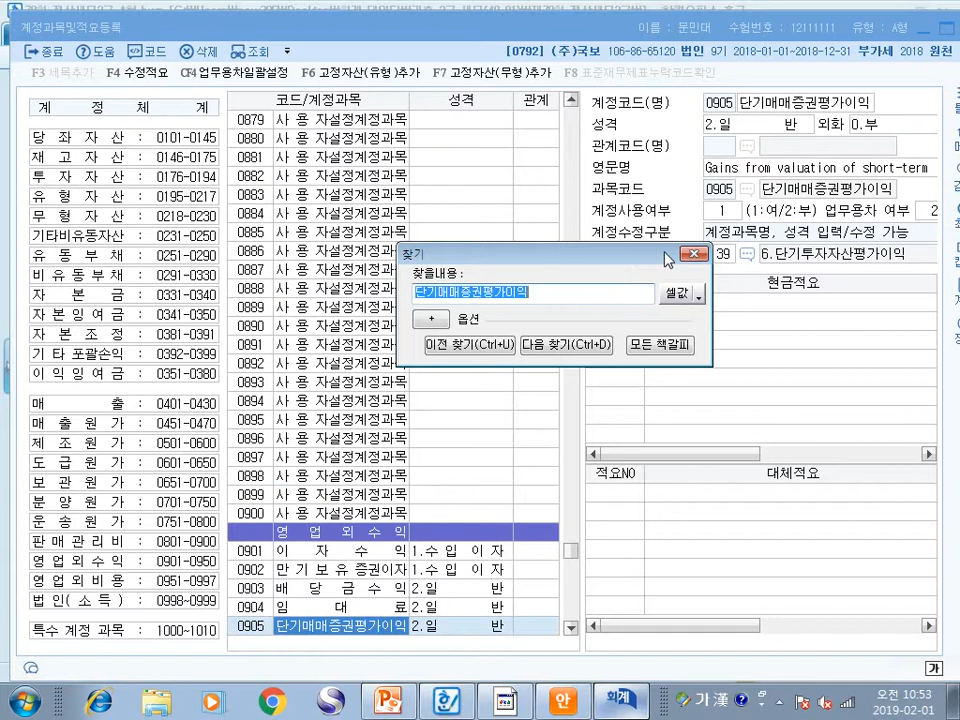 계정과목및적요등록
이름 : 문민대 수험번호 : 12111111 유형 : A형
종료 도움 코드 삭제 조회
[0792] (주)국보 106-86-65120 법인 9기 2018-01-01~2018-12-31 부가세 2018 원천
F3 세목추가 F4 수정적요 CF4 업무용차일괄설정 F6 고정자산(유형)추가 F7 고정자산(무형)추가 F8 표준재무제표누락코드확인
계 정 체 계
당 좌 자 산 : 0101-0145
재 고 자 산 : 0146-0175
투 자 자 산 : 0176-0194
유 형 자 산 : 0195-0217
무 형 자 산 : 0218-0230
기타비유동자산 : 0231-0250
유 동 부 채 : 0251-0290
비 유 동 부 채 : 0291-0330
자 본 금 : 0331-0340
자 본 잉 여 금 : 0341-0350
자 본 조 정 : 0381-0391
기 타 포괄손익 : 0392-0399
이 익 잉 여 금 : 0351-0380
매 출 : 0401-0430
매 출 원 가 : 0451-0470
제 조 원 가 : 0501-0600
도 급 원 가 : 0601-0650
보 관 원 가 : 0651-0700
분 양 원 가 : 0701-0750
운 송 원 가 : 0751-0800
판 매 관 리 비 : 0801-0900
영 업 외 수 익 : 0901-0950
영 업 외 비 용 : 0951-0997
법 인 ( 소 득 ) : 0998-0999
특수 계정 과목 : 1000~1010
코드/계정과목 성격 관계
0879 사 용 자설정계정과목
0880 사 용 자설정계정과목
0881 사 용 자설정계정과목
0882 사 용 자설정계정과목
0883 사 용 자설정계정과목
0884 사 용 자설정계정과목
0885 사 용 자설정계정과목
0886 사 용 자설정계정과목
0887 사 용 자설정계정과목
0888 사 용 자설정계정과목
0889 사 용 자설정계정과목
0890 사 용 자설정계정과목
0891 사 용 자설정계정과목
0892 사 용 자설정계정과목
0893 사 용 자설정계정과목
0894 사 용 자설정계정과목
0895 사 용 자설정계정과목
0896 사 용 자설정계정과목
0897 사 용 자설정계정과목
0898 사 용 자설정계정과목
0899 사 용 자설정계정과목
0900 사 용 자설정계정과목
영 업 외 수 익
0901 이 자 수 익 1.수 입 이 자
0902 만 기 보 유 증권이자 1.수 입 이 자
0903 배 당 금 수 익 2.일 반
0904 임 대 료 2.일 반
0905 단기매매증권평가이익 2.일 반
계정코드(명) 0905 단기매매증권평가이익
성격 2.일 반 외화 0.부
관계코드(명)
영문명 Gains from valuation of short-term
과목코드 0905 단기매매증권평가이익
계정사용여부 1 (1:여/2:부) 업무용차 여부 2
계정수정구분 계정과목명, 성격 입력/수정 가능
39 6.단기투자자산평가이익
현금적요
적요NO 대체적요
찾기
찾을내용 :
단기매매증권평가이익 셀값
+ 옵션
이전 찾기(Ctrl+U) 다음 찾기(Ctrl+D) 모든 책갈피
가
회계 가 漢 오전 10:53
2019-02-01